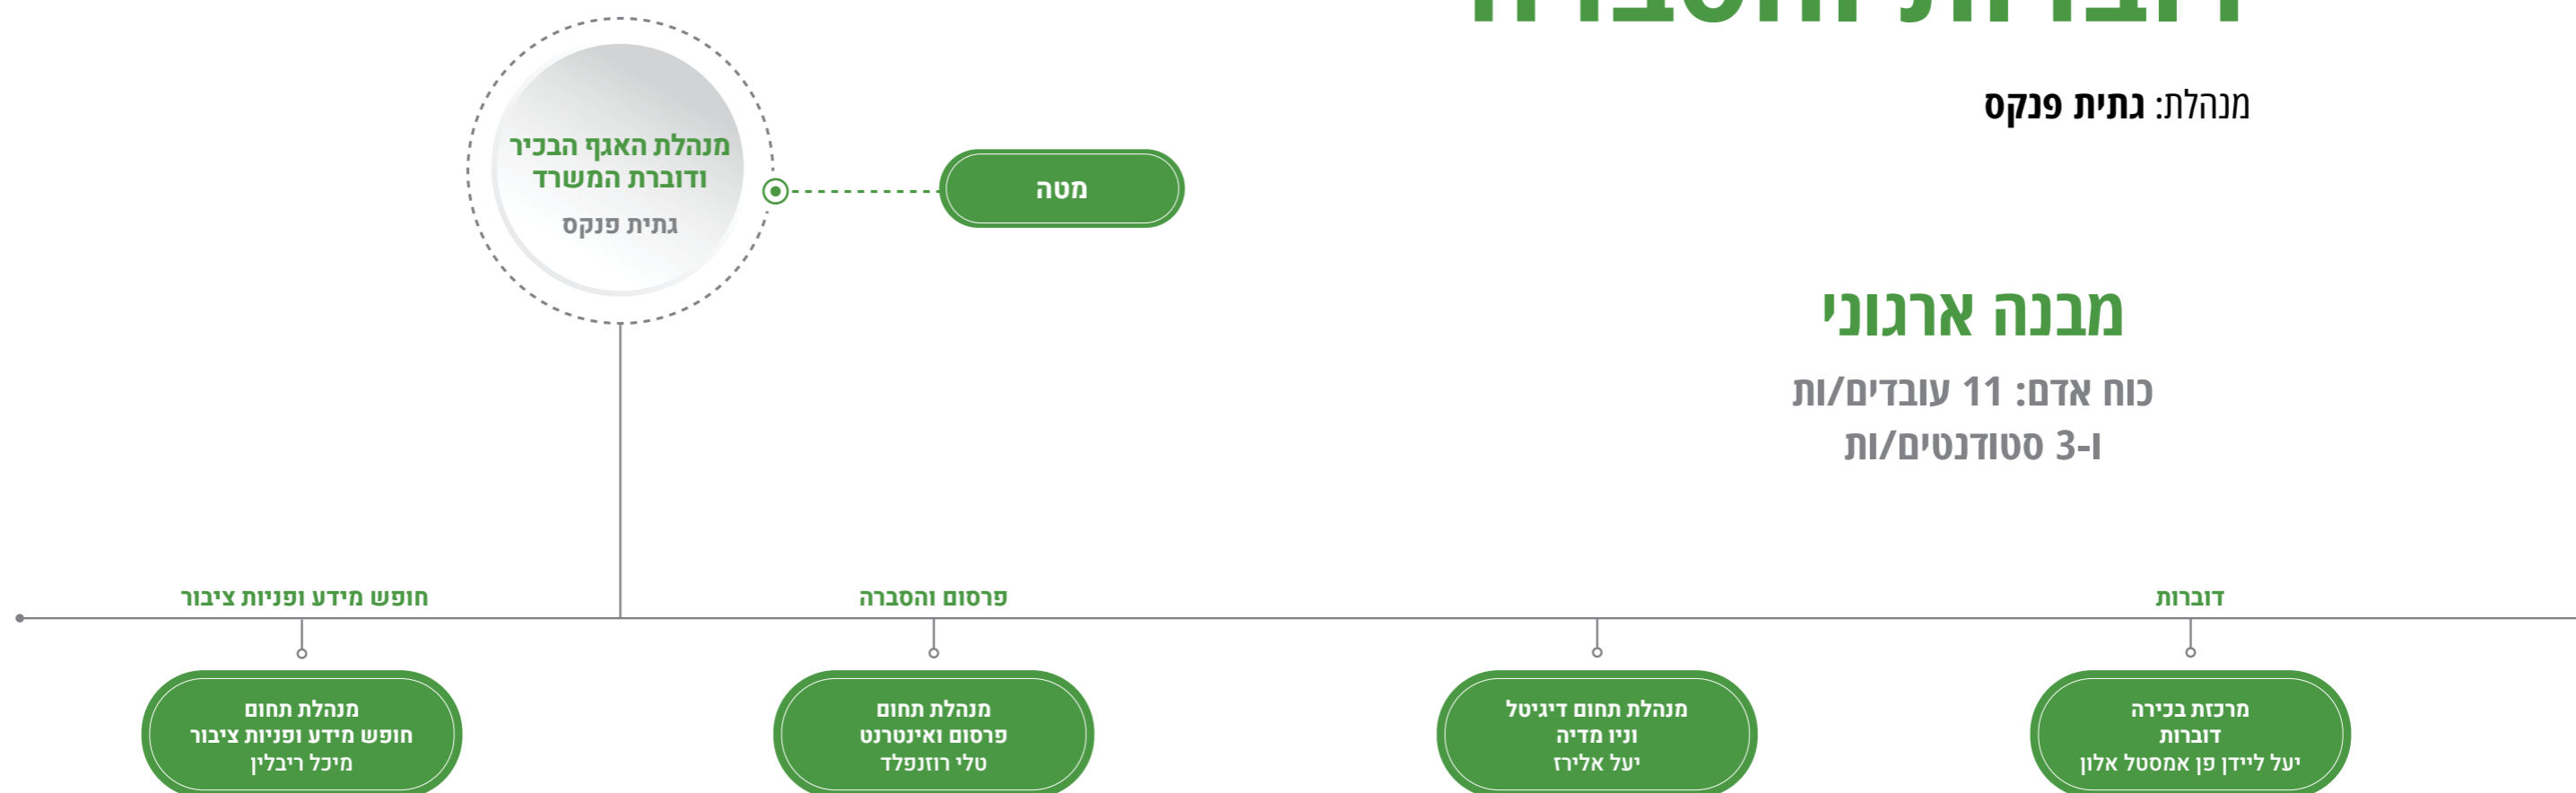 דוברות והסברה
מנהלת: גתית פנקס
מבנה ארגוני
כוח אדם: 11 עובדים/ות
ו-3 סטודנטים/ות
מנהלת האגף הבכיר
ודוברת המשרד
גתית פנקס
מטה
דוברות
פרסום והסברה
חופש מידע ופניות ציבור
מרכזת בכירה
דוברות
יעל ליידן פן אמסטל אלון
מנהלת תחום דיגיטל
וניו מדיה
יעל אלירז
מנהלת תחום
פרסום ואינטרנט
טלי רוזנפלד
מנהלת תחום
חופש מידע ופניות ציבור
מיכל ריבלין